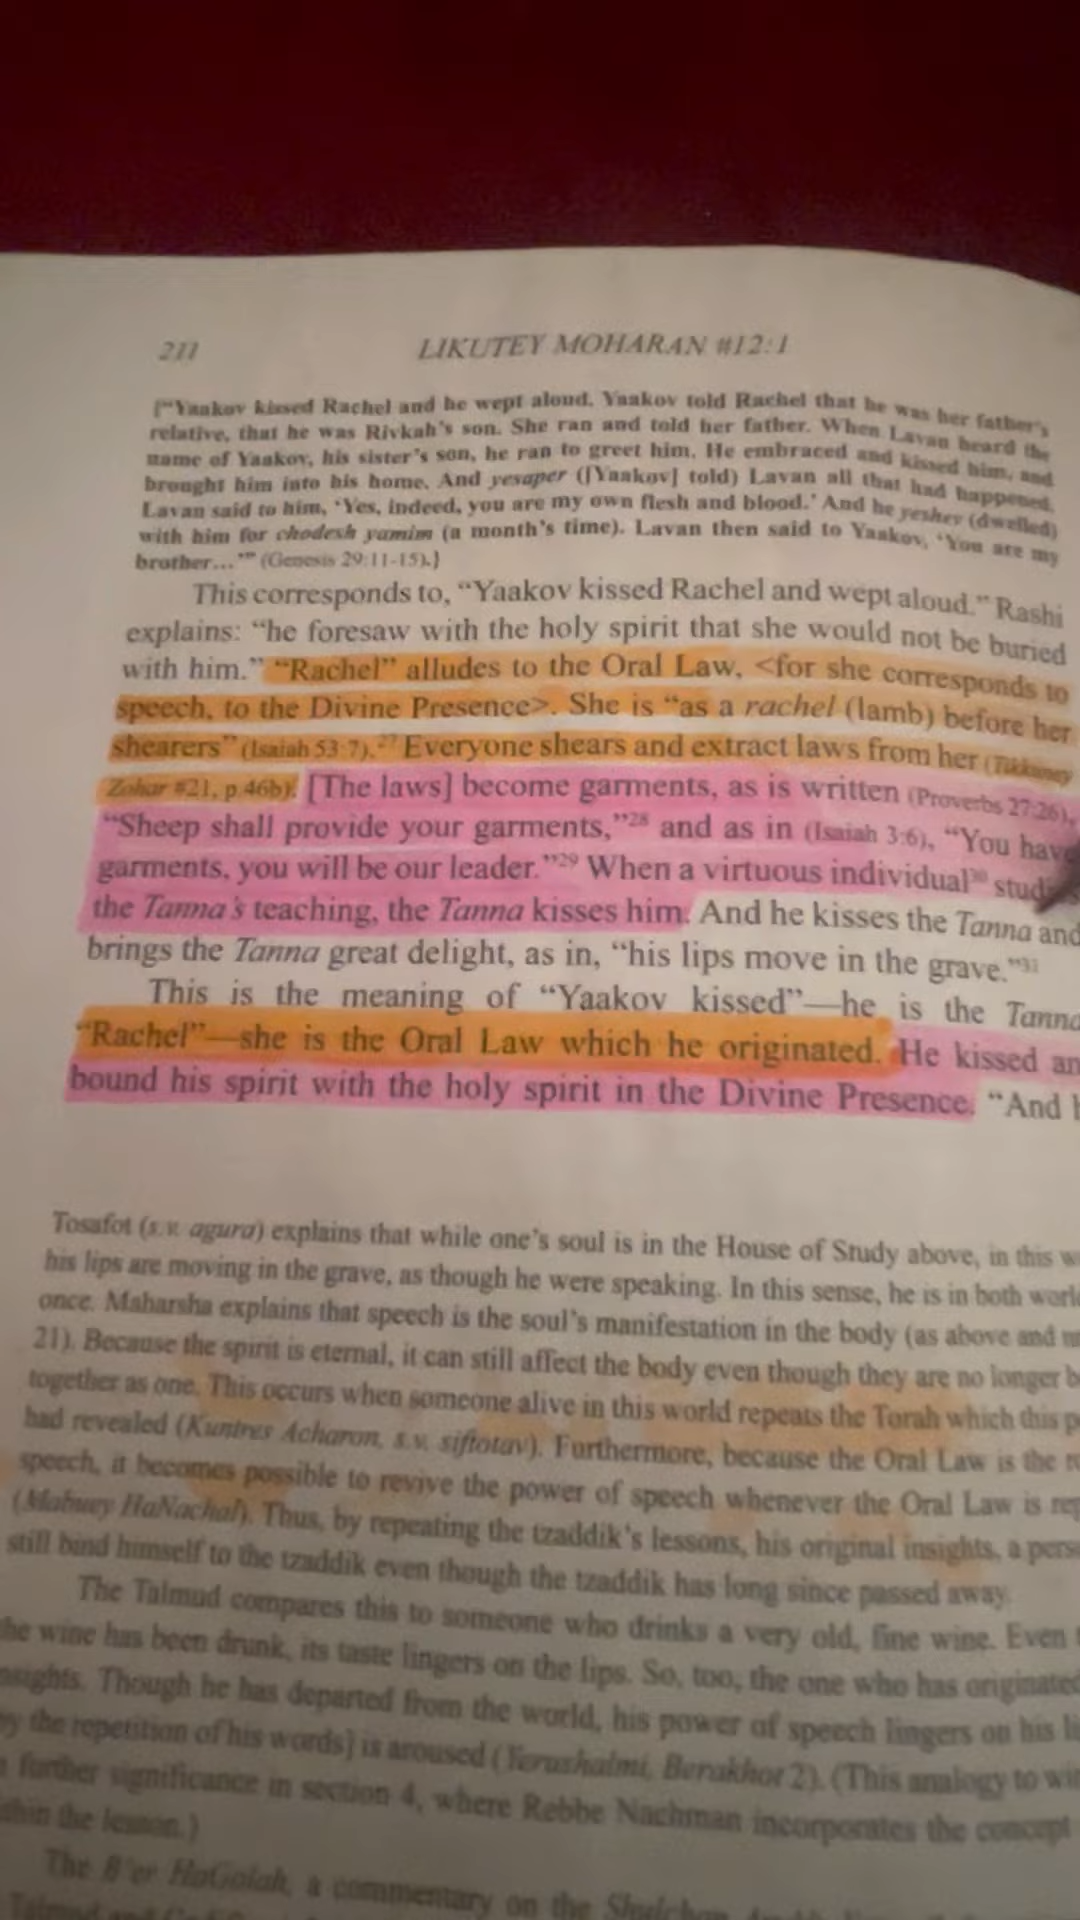 211 LIKUTEY MOHARAN #12:1
{“Yaakov kissed Rachel and he wept aloud. Yaakov told Rachel that he was her father’s
relative, that he was Rivkah’s son. She ran and told her father. When Lavan heard the
name of Yaakov, his sister’s son, he ran to greet him. He embraced and kissed him, and
brought him into his home. And yesaper ([Yaakov] told) Lavan all that had happened.
Lavan said to him, ‘Yes, indeed, you are my own flesh and blood.’ And he yeshev (dwelled)
with him for chodesh yamim (a month’s time). Lavan then said to Yaakov, ‘You are my
brother...’” (Genesis 29:11-15).}
This corresponds to, “Yaakov kissed Rachel and wept aloud.” Rashi
explains: “he foresaw with the holy spirit that she would not be buried
with him.” “Rachel” alludes to the Oral Law, <for she corresponds to
speech, to the Divine Presence>. She is “as a rachel (lamb) before her
shearers” (Isaiah 53:7).27 Everyone shears and extract laws from her (Tikkuney
Zohar #21, p.46b). [The laws] become garments, as is written (Proverbs 27:26),
“Sheep shall provide your garments,”28 and as in (Isaiah 3:6), “You have
garments, you will be our leader.”29 When a virtuous individual30
the Tanna’s teaching, the Tanna kisses him. And he kisses the Tanna and
brings the Tanna great delight, as in, “his lips move in the grave.”31
This is the meaning of “Yaakov kissed”—he is the Tanna
“Rachel”—she is the Oral Law which he originated. He kissed an
bound his spirit with the holy spirit in the Divine Presence. “And
Tosafot (s.v. agura) explains that while one’s soul is in the House of Study above, in this
his lips are moving in the grave, as though he were speaking. In this sense, he is in both
once. Maharsha explains that speech is the soul’s manifestation in the body (as above and
21). Because the spirit is eternal, it can still affect the body even though they are no longer
together as one. This occurs when someone alive in this world repeats the Torah which this
had revealed (Kuntres Acharon, s.v. siftotav). Furthermore, because the Oral Law is the
speech, it becomes possible to revive the power of speech whenever the Oral Law is
(Mabuey HaNachal). Thus, by repeating the tzaddik’s lessons, his original insights, a
still bind himself to the tzaddik even though the tzaddik has long since passed away.
The Talmud compares this to someone who drinks a very old, fine wine. Even
the wine has been drunk, its taste lingers on the lips. So, too, the one who has originated
Though he has departed from the world, his power of speech lingers on his
the repetition of his words] is aroused (Yerushalmi, Berakhot 2). (This analogy to
further significance in section 4, where Rebbe Nachman incorporates the concept
the lesson.)
The B’er HaGolah, a commentary on the Shulchan
Talmud and